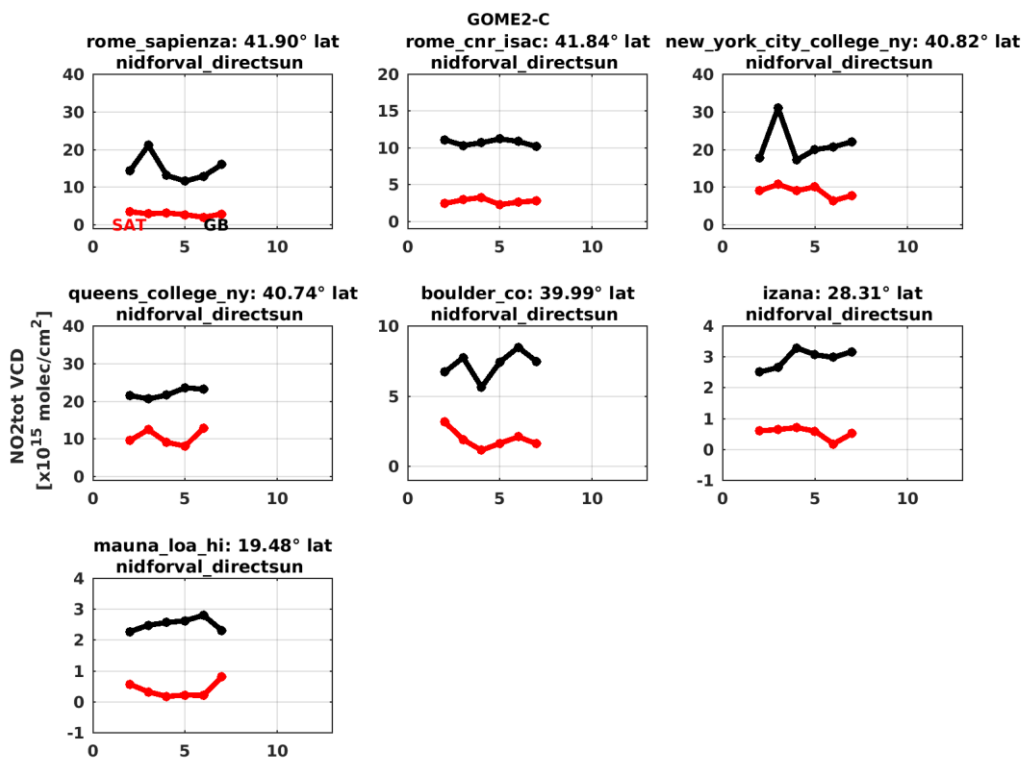 GOME2-C
rome_sapienza: 41.90° lat
nidforval_directsun
40
30
20
10
0
SAT
GB
0 5 10
rome_cnr_isac: 41.84° lat
nidforval_directsun
20
15
10
5
0
0 5 10
new_york_city_college_ny: 40.82° lat
nidforval_directsun
40
30
20
10
0
0 5 10
NO2tot VCD
[x10^15 molec/cm^2]
queens_college_ny: 40.74° lat
nidforval_directsun
40
30
20
10
0
0 5 10
boulder_co: 39.99° lat
nidforval_directsun
10
5
0
0 5 10
izana: 28.31° lat
nidforval_directsun
4
3
2
1
0
-1
0 5 10
mauna_loa_hi: 19.48° lat
nidforval_directsun
4
3
2
1
0
-1
0 5 10